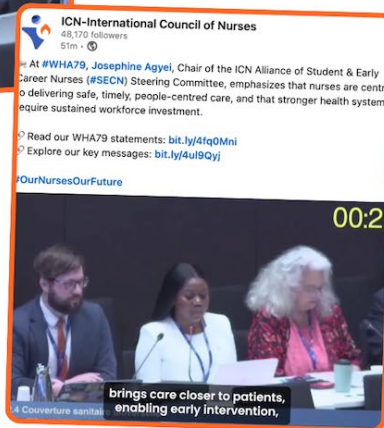 ICN-International Council of Nurses
48,170 followers
51m •
At #WHA79, Josephine Agyei, Chair of the ICN Alliance of Student & Early
Career Nurses (#SECN) Steering Committee, emphasizes that nurses are centr
o delivering safe, timely, people-centred care, and that stronger health system
equire sustained workforce investment.
Read our WHA79 statements: bit.ly/4fq0Mni
Explore our key messages: bit.ly/4ul9Qyj
#OurNursesOurFuture
00:2
brings care closer to patients,
enabling early intervention,
.4 Couverture sanitaire